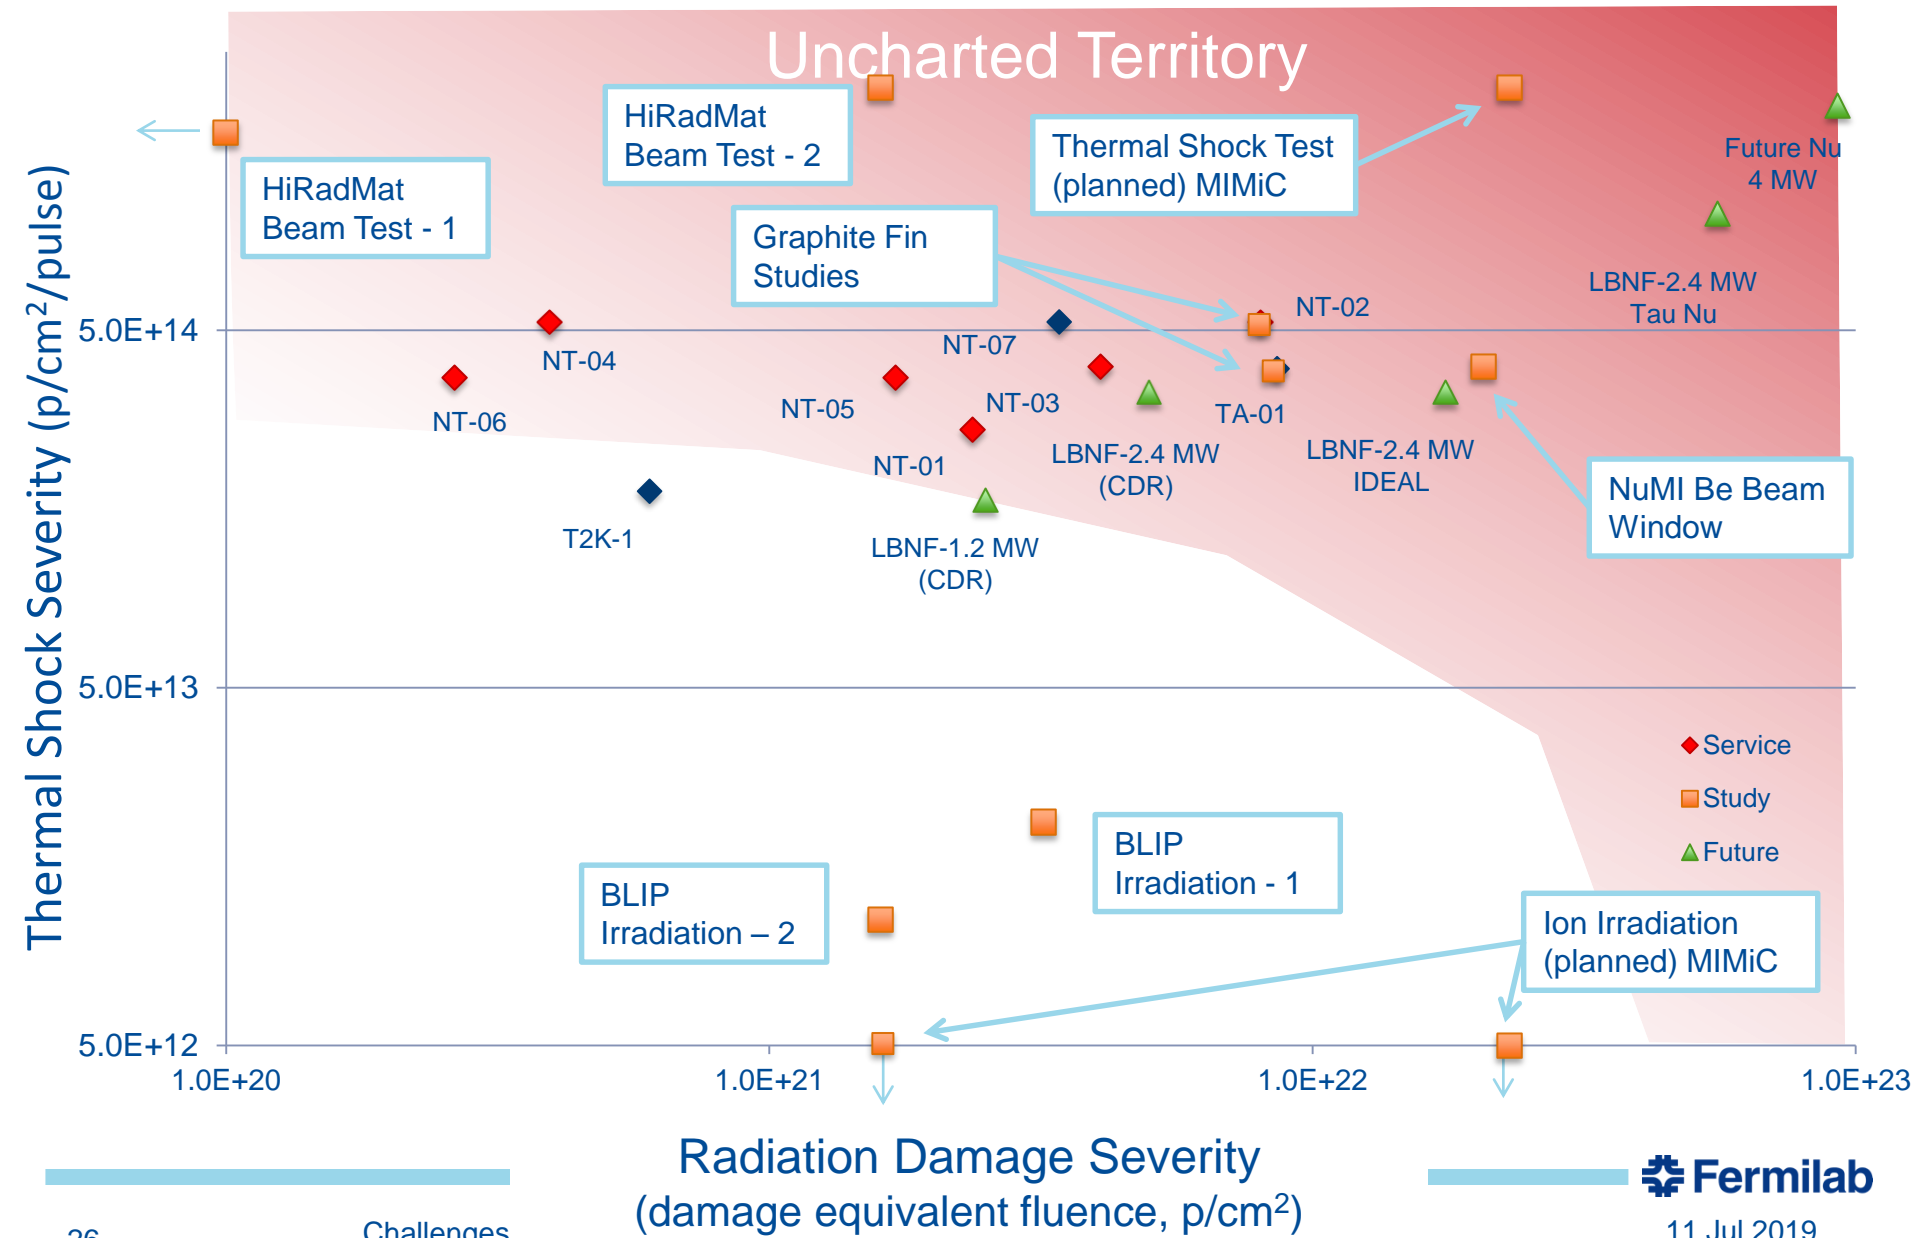 Uncharted Territory
HiRadMat
Beam Test - 2
Thermal Shock Test
(planned) MIMiC
Future Nu
4 MW
HiRadMat
Beam Test - 1
Graphite Fin
Studies
LBNF-2.4 MW
Tau Nu
Thermal Shock Severity (p/cm²/pulse)
5.0E+14
NT-04
NT-07
NT-02
NT-06
NT-05
NT-03
TA-01
NT-01
LBNF-2.4 MW
(CDR)
LBNF-2.4 MW
IDEAL
NuMI Be Beam
Window
T2K-1
LBNF-1.2 MW
(CDR)
5.0E+13
Service
Study
Future
BLIP
Irradiation - 1
BLIP
Irradiation – 2
Ion Irradiation
(planned) MIMiC
5.0E+12
1.0E+20
1.0E+21
1.0E+22
1.0E+23
Radiation Damage Severity
(damage equivalent fluence, p/cm²)
Fermilab
26
Challenges
11 Jul 2019